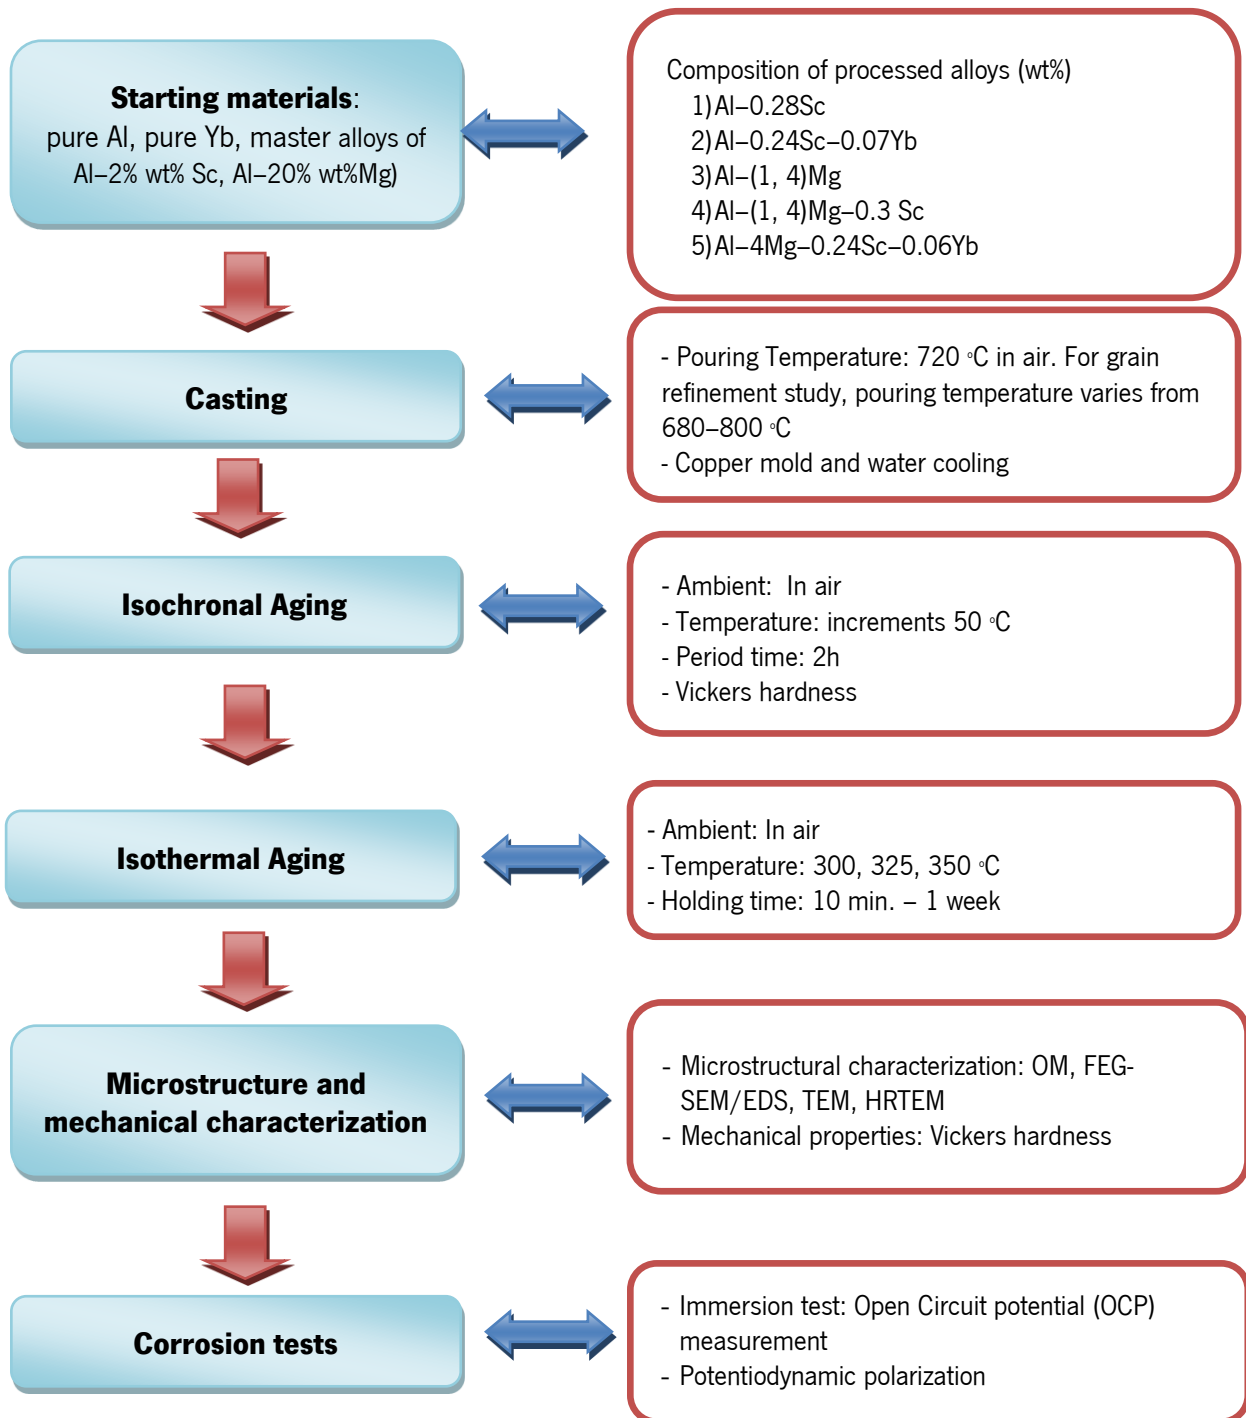 Starting materials:
pure Al, pure Yb, master alloys of
Al–2% wt% Sc, Al–20% wt%Mg)
Composition of processed alloys (wt%)
1)Al–0.28Sc
2)Al–0.24Sc–0.07Yb
3)Al–(1, 4)Mg
4)Al–(1, 4)Mg–0.3 Sc
5)Al–4Mg–0.24Sc–0.06Yb
Casting
- Pouring Temperature: 720 ºC in air. For grain
refinement study, pouring temperature varies from
680–800 ºC
- Copper mold and water cooling
Isochronal Aging
- Ambient: In air
- Temperature: increments 50 ºC
- Period time: 2h
- Vickers hardness
Isothermal Aging
- Ambient: In air
- Temperature: 300, 325, 350 ºC
- Holding time: 10 min. – 1 week
Microstructure and
mechanical characterization
- Microstructural characterization: OM, FEG-
SEM/EDS, TEM, HRTEM
- Mechanical properties: Vickers hardness
Corrosion tests
- Immersion test: Open Circuit potential (OCP)
measurement
- Potentiodynamic polarization